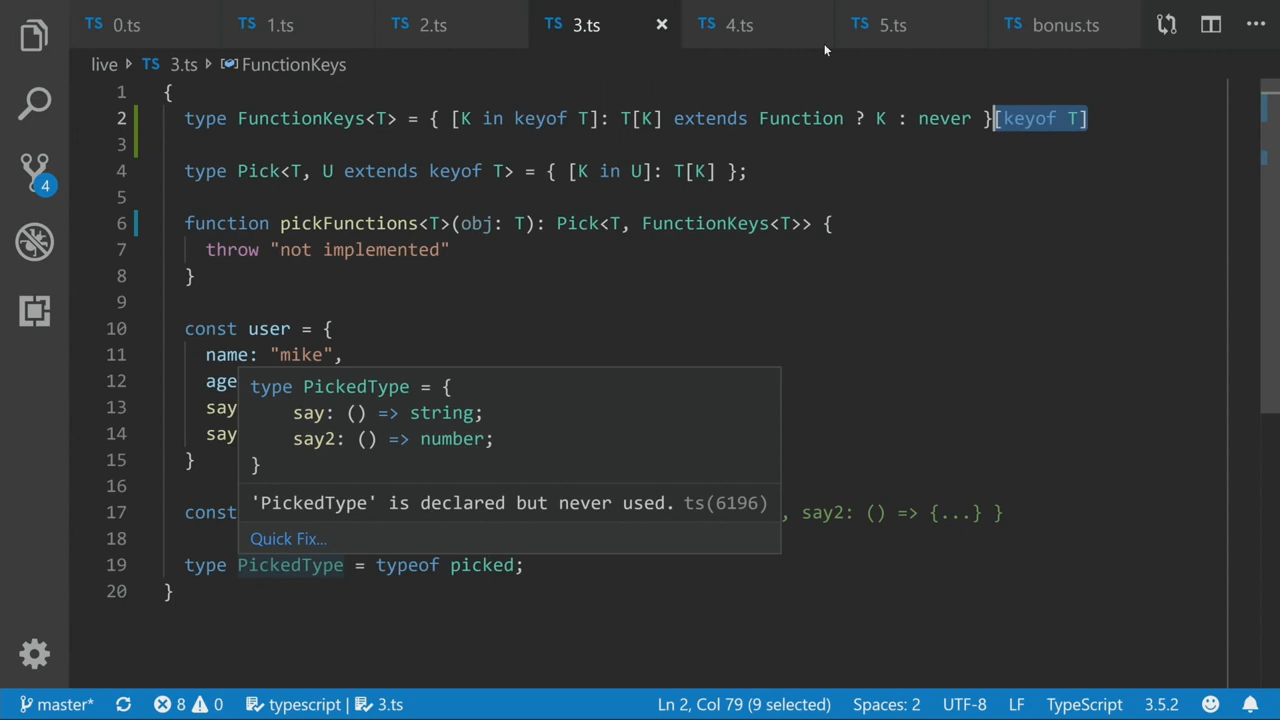 TS 0.ts TS 1.ts TS 2.ts TS 3.ts × TS 4.ts TS 5.ts TS bonus.ts ...
live TS 3.ts FunctionKeys
1 {
2 type FunctionKeys<T> = { [K in keyof T]: T[K] extends Function ? K : never }[keyof T]
3
4 type Pick<T, U extends keyof T> = { [K in U]: T[K] };
5
6 function pickFunctions<T>(obj: T): Pick<T, FunctionKeys<T>> {
7 throw "not implemented"
8 }
9
10 const user = {
11 name: "mike",
12 age
13 say
14 say
15 }
16
17 const , say2: () => {...} }
18
19 type PickedType = typeof picked;
20 }
type PickedType = {
say: () => string;
say2: () => number;
}
'PickedType' is declared but never used. ts(6196)
Quick Fix...
4
master* 8 0 typescript | 3.ts Ln 2, Col 79 (9 selected) Spaces: 2 UTF-8 LF TypeScript 3.5.2